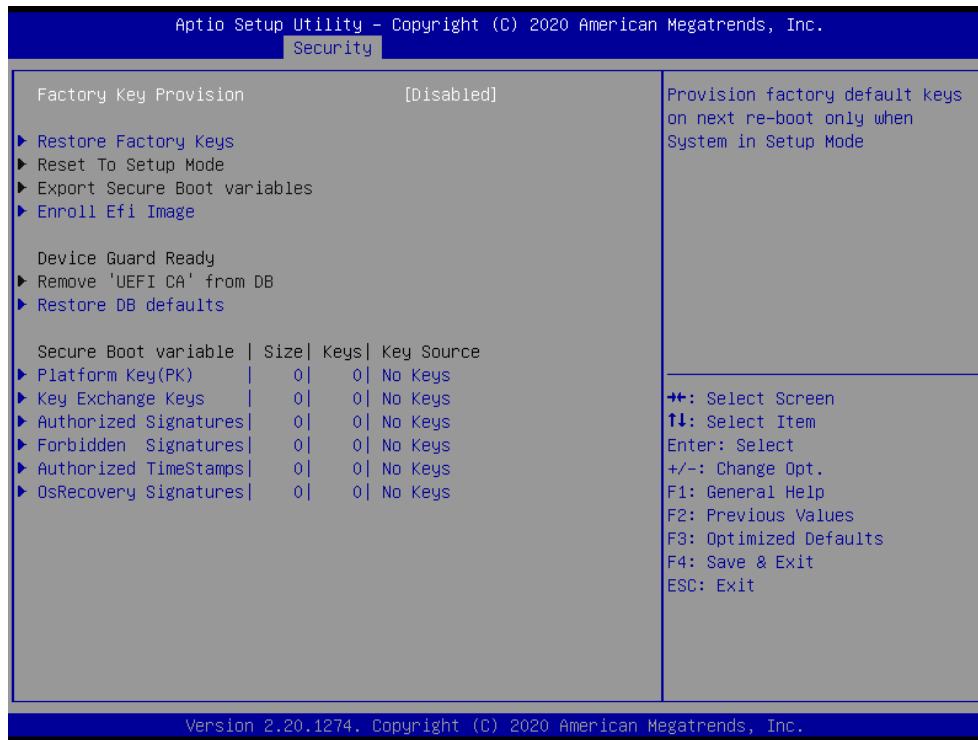 Aptio Setup Utility – Copyright (C) 2020 American Megatrends, Inc.
Security
Factory Key Provision [Disabled]
Restore Factory Keys
Reset To Setup Mode
Export Secure Boot variables
Enroll Efi Image
Device Guard Ready
Remove 'UEFI CA' from DB
Restore DB defaults
Secure Boot variable | Size| Keys| Key Source
Platform Key(PK) | 0| 0| No Keys
Key Exchange Keys | 0| 0| No Keys
Authorized Signatures| 0| 0| No Keys
Forbidden Signatures| 0| 0| No Keys
Authorized TimeStamps| 0| 0| No Keys
OsRecovery Signatures| 0| 0| No Keys
Provision factory default keys
on next re-boot only when
System in Setup Mode
→←: Select Screen
↑↓: Select Item
Enter: Select
+/-: Change Opt.
F1: General Help
F2: Previous Values
F3: Optimized Defaults
F4: Save & Exit
ESC: Exit
Version 2.20.1274. Copyright (C) 2020 American Megatrends, Inc.